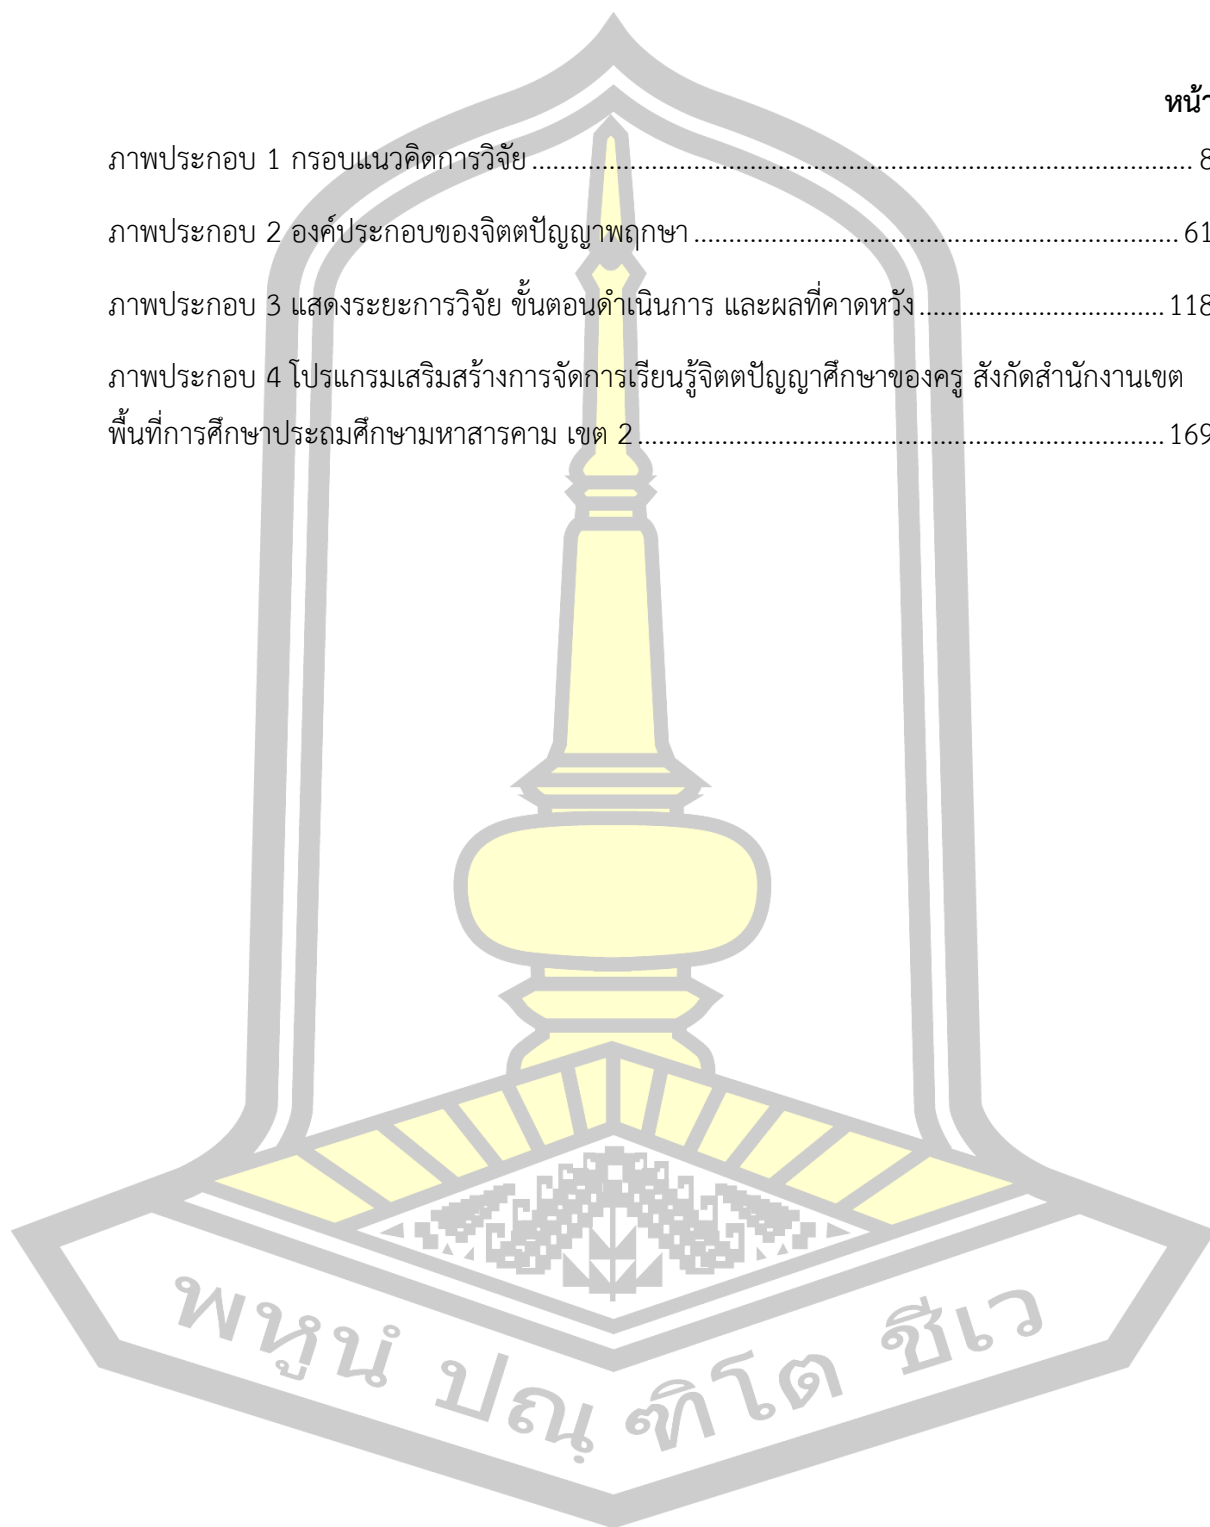 หน้า
ภาพประกอบ 1 กรอบแนวคิดการวิจัย .......................................................................................... 8
ภาพประกอบ 2 องค์ประกอบของจิตตปัญญาพฤกษา .................................................................. 61
ภาพประกอบ 3 แสดงระยะการวิจัย ขั้นตอนดำเนินการ และผลที่คาดหวัง .................................. 118
ภาพประกอบ 4 โปรแกรมเสริมสร้างการจัดการเรียนรู้จิตตปัญญาศึกษาของครู สังกัดสำนักงานเขต
พื้นที่การศึกษาประถมศึกษามหาสารคาม เขต 2 ........................................................................ 169
พหูนํ ปณฺฑิโต ชีเว